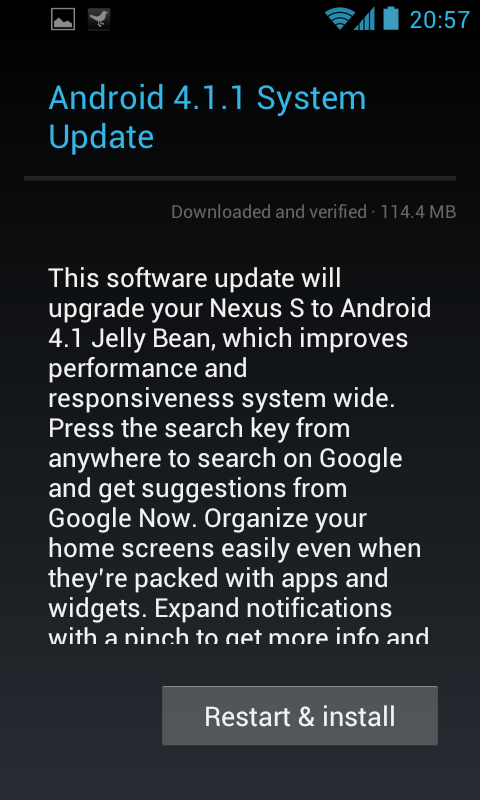 20:57
Android 4.1.1 System
Update
Downloaded and verified · 114.4 MB
This software update will
upgrade your Nexus S to Android
4.1 Jelly Bean, which improves
performance and
responsiveness system wide.
Press the search key from
anywhere to search on Google
and get suggestions from
Google Now. Organize your
home screens easily even when
they're packed with apps and
widgets. Expand notifications
with a pinch to get more info and
Restart & install